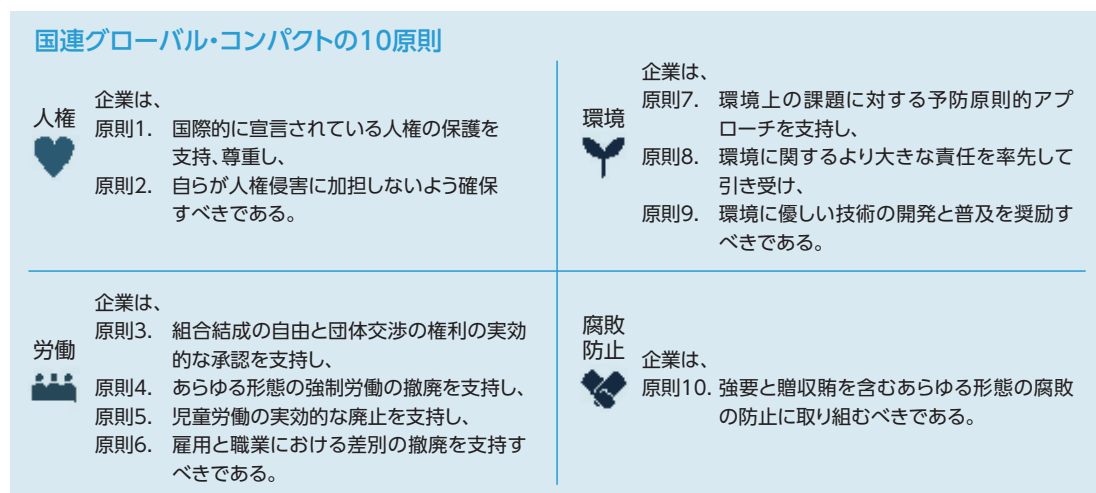 国連グローバル・コンパクトの10原則
人権
企業は、
原則1. 国際的に宣言されている人権の保護を
支持、尊重し、
原則2. 自らが人権侵害に加担しないよう確保
すべきである。
労働
企業は、
原則3. 組合結成の自由と団体交渉の権利の実効
的な承認を支持し、
原則4. あらゆる形態の強制労働の撤廃を支持し、
原則5. 児童労働の実効的な廃止を支持し、
原則6. 雇用と職業における差別の撤廃を支持す
べきである。
環境
企業は、
原則7. 環境上の課題に対する予防原則的アプ
ローチを支持し、
原則8. 環境に関するより大きな責任を率先して
引き受け、
原則9. 環境に優しい技術の開発と普及を奨励す
べきである。
腐敗
防止
企業は、
原則10. 強要と贈収賄を含むあらゆる形態の腐敗
の防止に取り組むべきである。